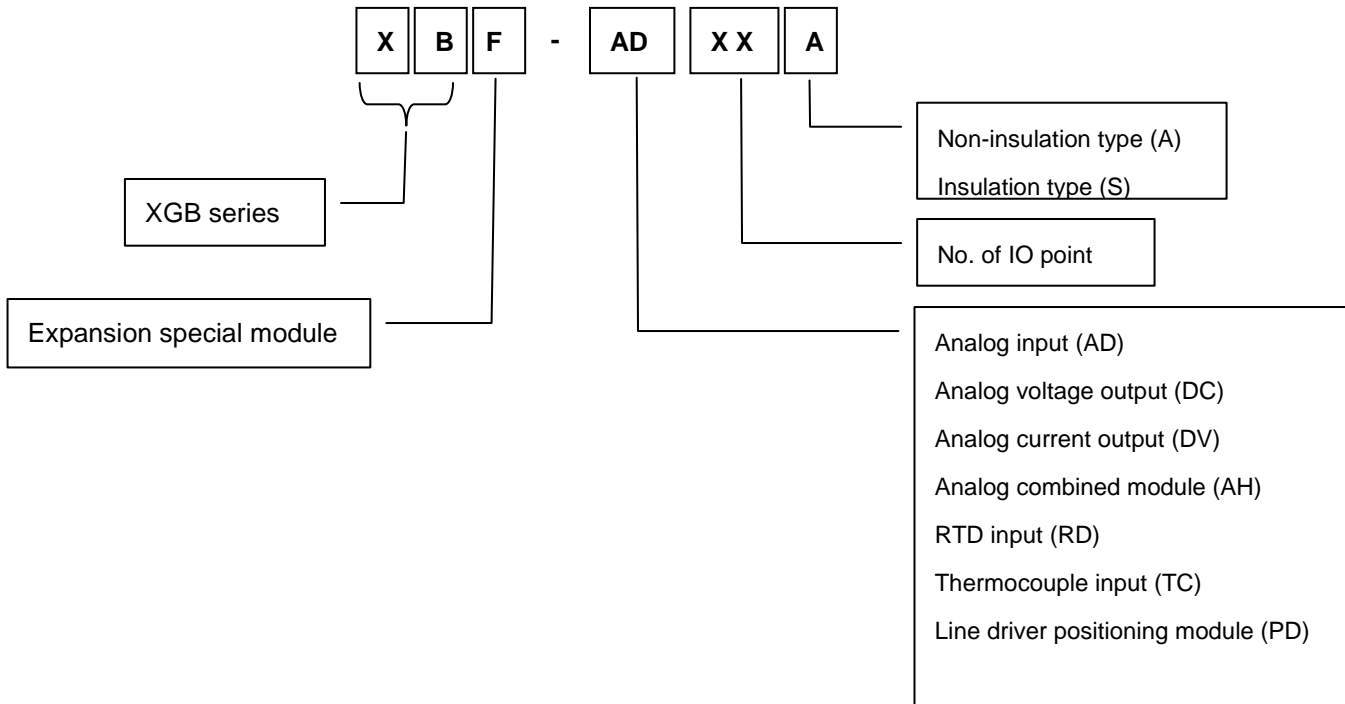 X B F - AD X X A
Non-insulation type (A)
Insulation type (S)
XGB series
No. of IO point
Expansion special module
Analog input (AD)
Analog voltage output (DC)
Analog current output (DV)
Analog combined module (AH)
RTD input (RD)
Thermocouple input (TC)
Line driver positioning module (PD)